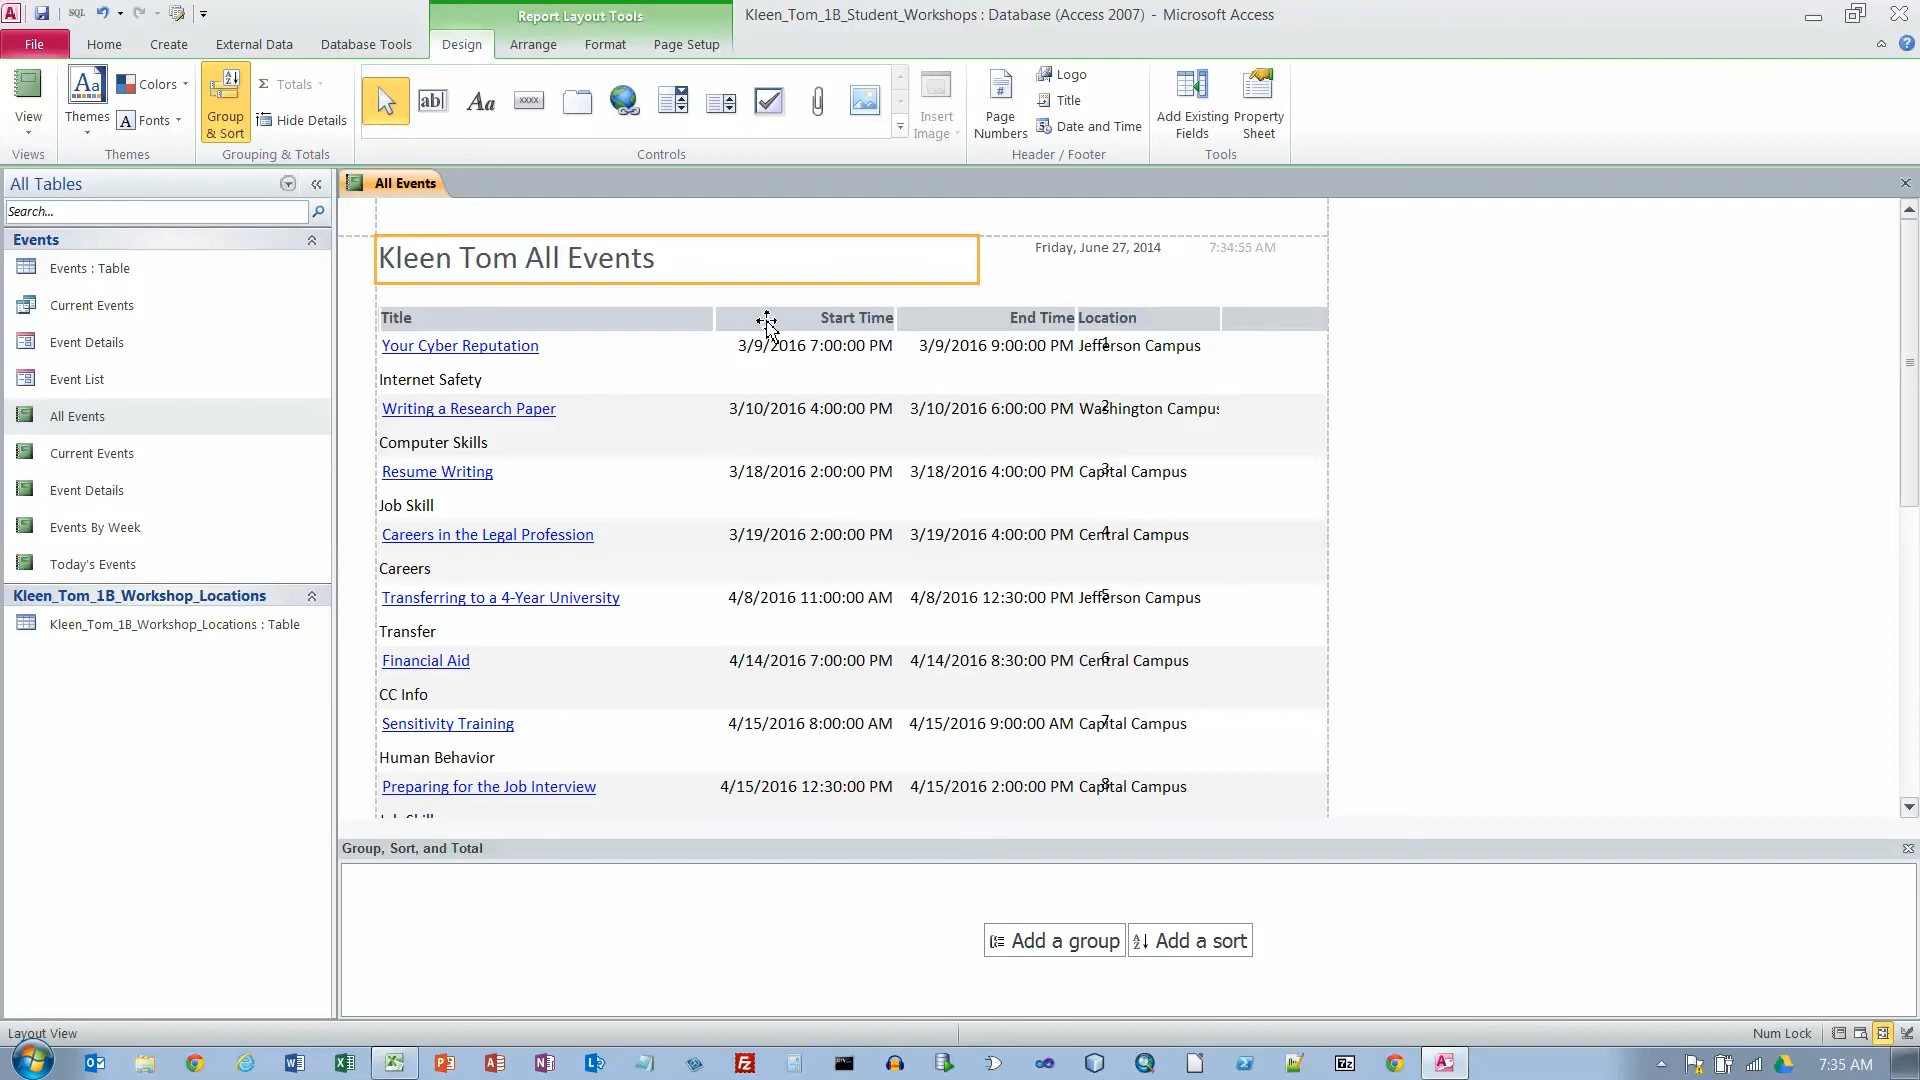 SQL
Report Layout Tools
Kleen_Tom_1B_Student_Workshops : Database (Access 2007) - Microsoft Access
File Home Create External Data Database Tools Design Arrange Format Page Setup
View
Views
Aa
Themes
Colors
Fonts
Themes
Group & Sort
Totals
Hide Details
Grouping & Totals
ab
Aa
xxxx
Controls
Insert Image
Page Numbers
Logo
Title
Date and Time
Header / Footer
Add Existing Fields
Property Sheet
Tools
All Tables
Search...
Events
Events : Table
Current Events
Event Details
Event List
All Events
Current Events
Event Details
Events By Week
Today's Events
Kleen_Tom_1B_Workshop_Locations
Kleen_Tom_1B_Workshop_Locations : Table
All Events
Kleen Tom All Events
Friday, June 27, 2014 7:34:55 AM
Title Start Time End Time Location
Your Cyber Reputation 3/9/2016 7:00:00 PM 3/9/2016 9:00:00 PM Jefferson Campus 1
Internet Safety
Writing a Research Paper 3/10/2016 4:00:00 PM 3/10/2016 6:00:00 PM Washington Campus 2
Computer Skills
Resume Writing 3/18/2016 2:00:00 PM 3/18/2016 4:00:00 PM Capital Campus 3
Job Skill
Careers in the Legal Profession 3/19/2016 2:00:00 PM 3/19/2016 4:00:00 PM Central Campus 4
Careers
Transferring to a 4-Year University 4/8/2016 11:00:00 AM 4/8/2016 12:30:00 PM Jefferson Campus 5
Transfer
Financial Aid 4/14/2016 7:00:00 PM 4/14/2016 8:30:00 PM Central Campus 6
CC Info
Sensitivity Training 4/15/2016 8:00:00 AM 4/15/2016 9:00:00 AM Capital Campus 7
Human Behavior
Preparing for the Job Interview 4/15/2016 12:30:00 PM 4/15/2016 2:00:00 PM Capital Campus 8
Group, Sort, and Total
Add a group
Add a sort
Layout View
Num Lock
7:35 AM